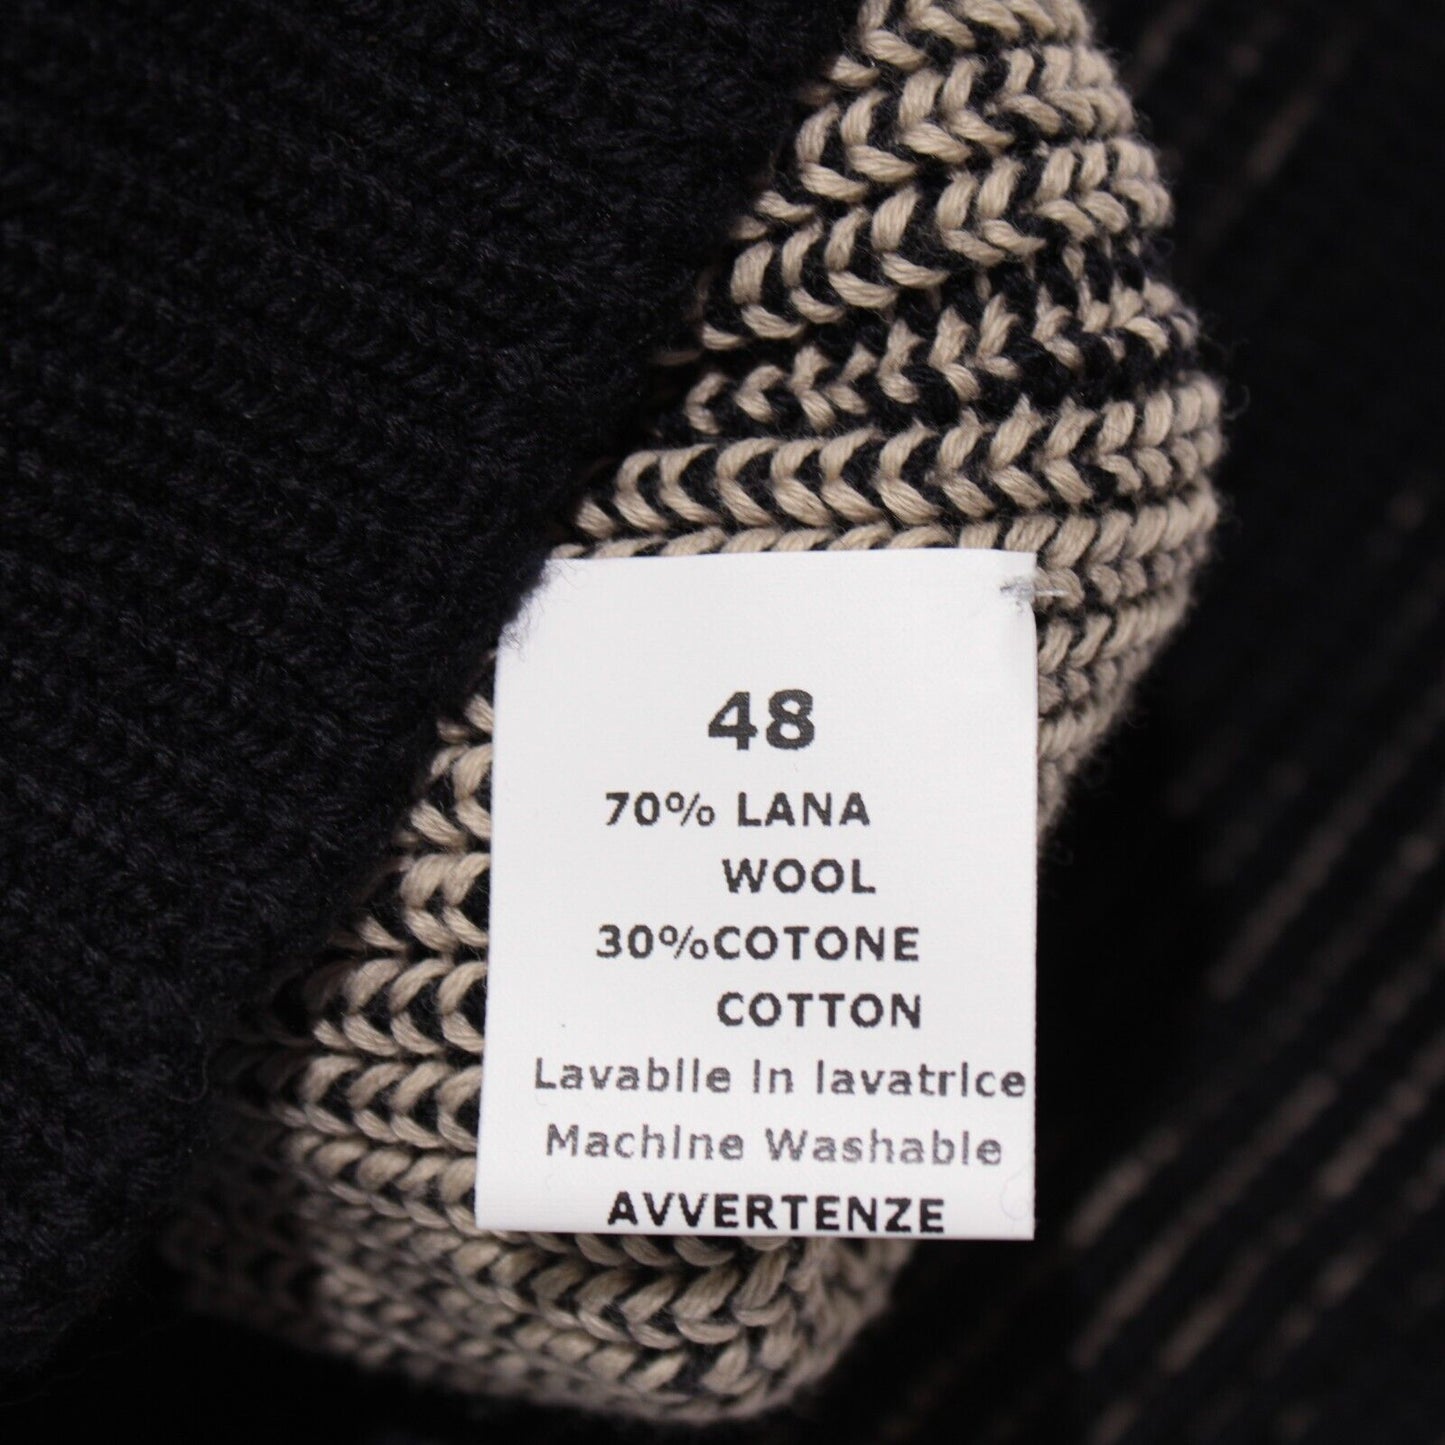 48
70% LANA
WOOL
30%COTONE
COTTON
Lavabile in lavatrice
Machine Washable
AVVERTENZE